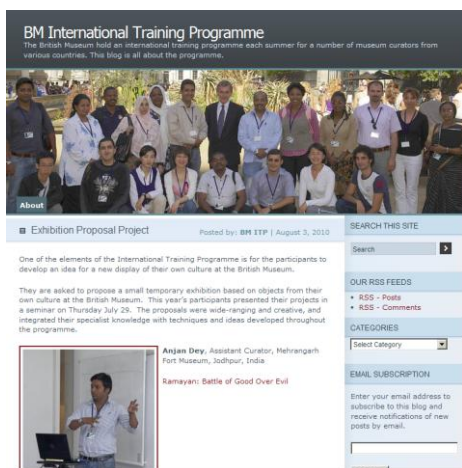 BM International Training Programme
The British Museum hold an international training programme each summer for a number of museum curators from
various countries. This blog is all about the programme.
About
Exhibition Proposal Project
Posted by: BM ITP | August 3, 2010
One of the elements of the International Training Programme is for the participants to
develop an idea for a new display of their own culture at the British Museum.
They are asked to propose a small temporary exhibition based on objects from their
own culture at the British Museum. This year's participants presented their projects in
a seminar on Thursday July 29. The proposals were wide-ranging and creative, and
integrated their specialist knowledge with techniques and ideas developed throughout
the programme.
Anjan Dey, Assistant Curator, Mehrangarh
Fort Museum, Jodhpur, India
Ramayan: Battle of Good Over Evil
SEARCH THIS SITE
Search
OUR RSS FEEDS
RSS - Posts
RSS - Comments
CATEGORIES
Select Category
EMAIL SUBSCRIPTION
Enter your email address to
subscribe to this blog and
receive notifications of new
posts by email.